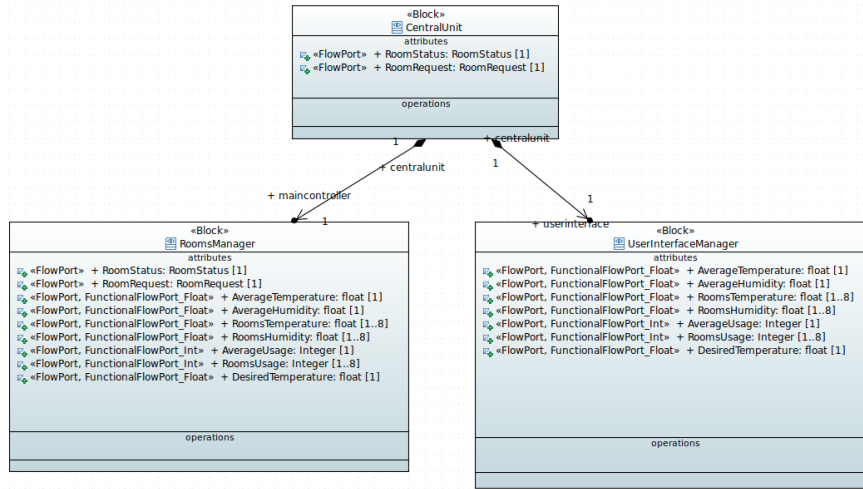 «Block»
CentralUnit
attributes
«FlowPort» + RoomStatus: RoomStatus [1]
«FlowPort» + RoomRequest: RoomRequest [1]
operations
1
+ centralunit
+ centralunit
1
+ maincontroller
1
1
+ userinterface
«Block»
RoomsManager
attributes
«FlowPort» + RoomStatus: RoomStatus [1]
«FlowPort» + RoomRequest: RoomRequest [1]
«FlowPort, FunctionalFlowPort_Float» + AverageTemperature: float [1]
«FlowPort, FunctionalFlowPort_Float» + AverageHumidity: float [1]
«FlowPort, FunctionalFlowPort_Float» + RoomsTemperature: float [1..8]
«FlowPort, FunctionalFlowPort_Float» + RoomsHumidity: float [1..8]
«FlowPort, FunctionalFlowPort_Int» + AverageUsage: Integer [1]
«FlowPort, FunctionalFlowPort_Int» + RoomsUsage: Integer [1..8]
«FlowPort, FunctionalFlowPort_Float» + DesiredTemperature: float [1]
operations
«Block»
UserInterfaceManager
attributes
«FlowPort, FunctionalFlowPort_Float» + AverageTemperature: float [1]
«FlowPort, FunctionalFlowPort_Float» + AverageHumidity: float [1]
«FlowPort, FunctionalFlowPort_Float» + RoomsTemperature: float [1..8]
«FlowPort, FunctionalFlowPort_Float» + RoomsHumidity: float [1..8]
«FlowPort, FunctionalFlowPort_Int» + AverageUsage: Integer [1]
«FlowPort, FunctionalFlowPort_Int» + RoomsUsage: Integer [1..8]
«FlowPort, FunctionalFlowPort_Float» + DesiredTemperature: float [1]
operations